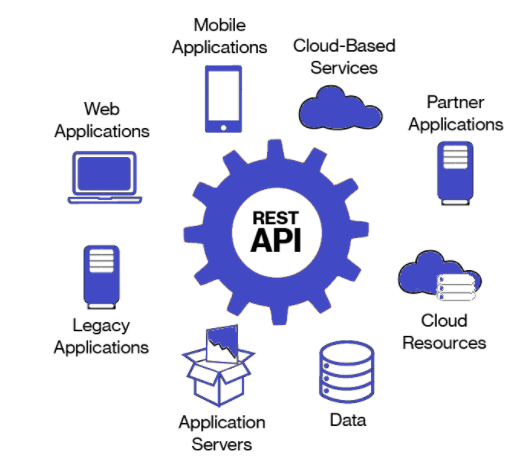 Mobile
Applications
Cloud-Based
Services
Web
Applications
Partner
Applications
REST
API
Legacy
Applications
Cloud
Resources
Application
Servers
Data